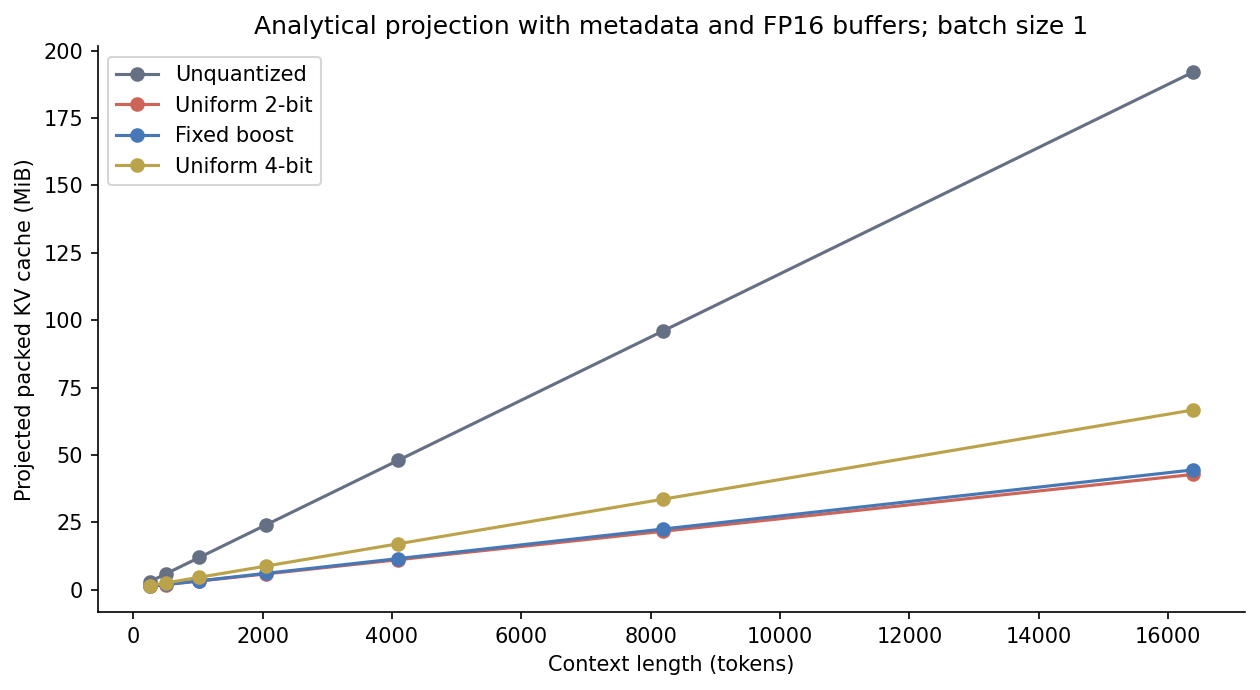 Analytical projection with metadata and FP16 buffers; batch size 1
200
175
150
125
100
75
50
25
0
Projected packed KV cache (MiB)
Unquantized
Uniform 2-bit
Fixed boost
Uniform 4-bit
0 2000 4000 6000 8000 10000 12000 14000 16000
Context length (tokens)